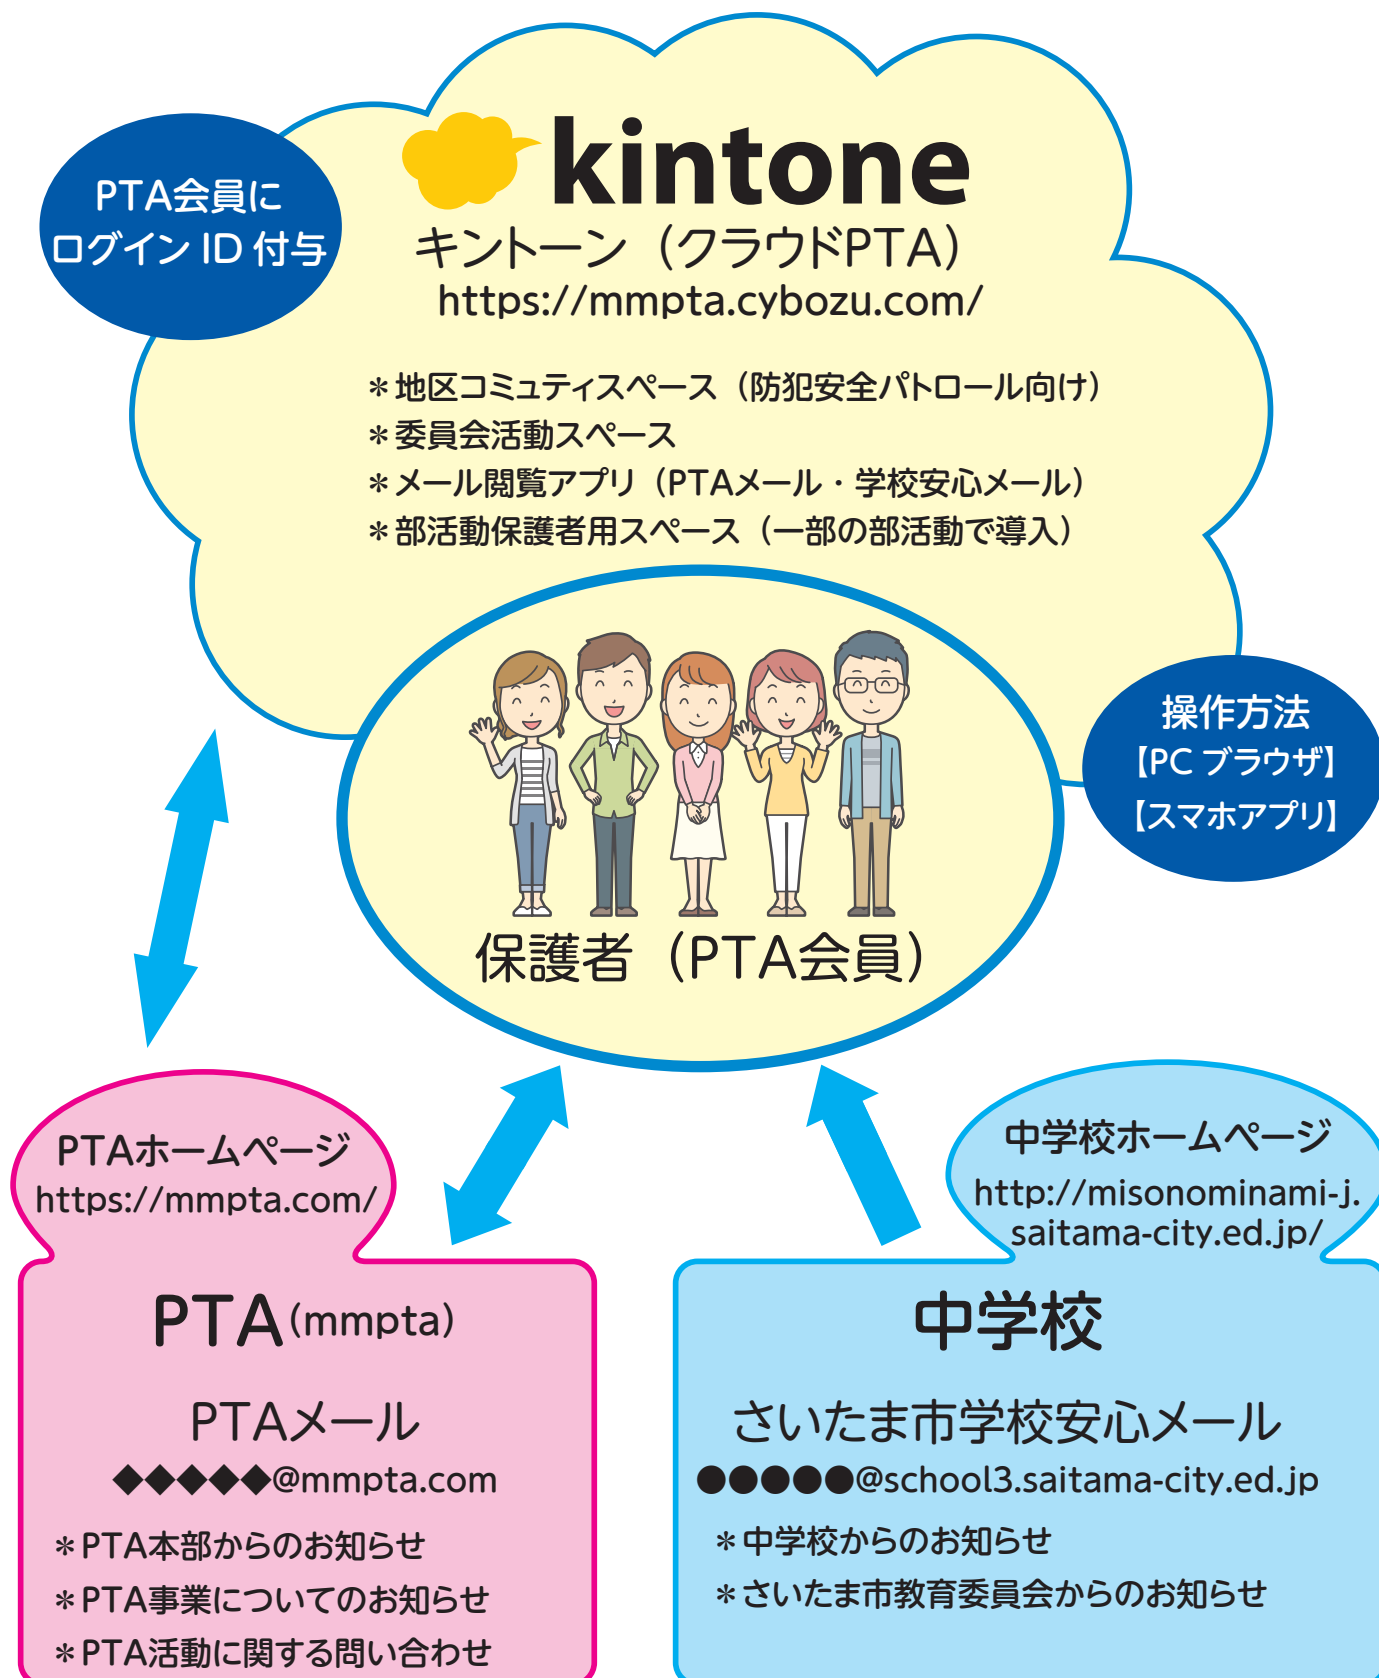 PTA会員に
ログイン ID 付与
kintone
キントーン（クラウドPTA）
https://mmpta.cybozu.com/
＊地区コミュティスペース（防犯安全パトロール向け）
＊委員会活動スペース
＊メール閲覧アプリ（PTAメール・学校安心メール）
＊部活動保護者用スペース（一部の部活動で導入）
操作方法
【PC ブラウザ】
【スマホアプリ】
保護者（PTA会員）
PTAホームページ
https://mmpta.com/
PTA(mmpta)
PTAメール
◆◆◆◆◆@mmpta.com
＊PTA本部からのお知らせ
＊PTA事業についてのお知らせ
＊PTA活動に関する問い合わせ
中学校ホームページ
http://misonominami-j.
saitama-city.ed.jp/
中学校
さいたま市学校安心メール
●●●●●@school3.saitama-city.ed.jp
＊中学校からのお知らせ
＊さいたま市教育委員会からのお知らせ